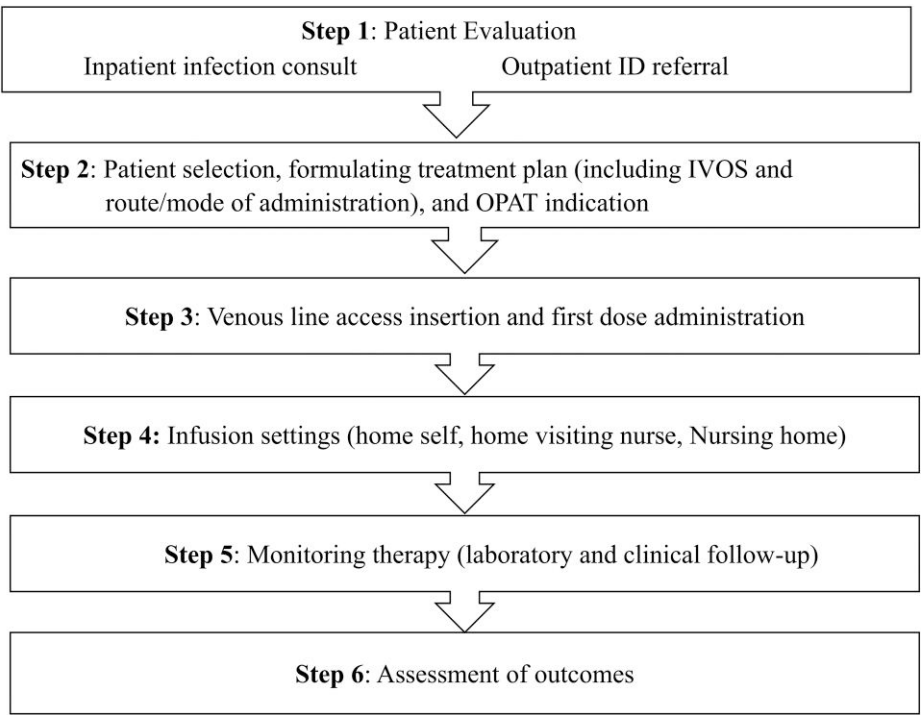 Step 1: Patient Evaluation
Inpatient infection consult Outpatient ID referral
Step 2: Patient selection, formulating treatment plan (including IVOS and
route/mode of administration), and OPAT indication
Step 3: Venous line access insertion and first dose administration
Step 4: Infusion settings (home self, home visiting nurse, Nursing home)
Step 5: Monitoring therapy (laboratory and clinical follow-up)
Step 6: Assessment of outcomes